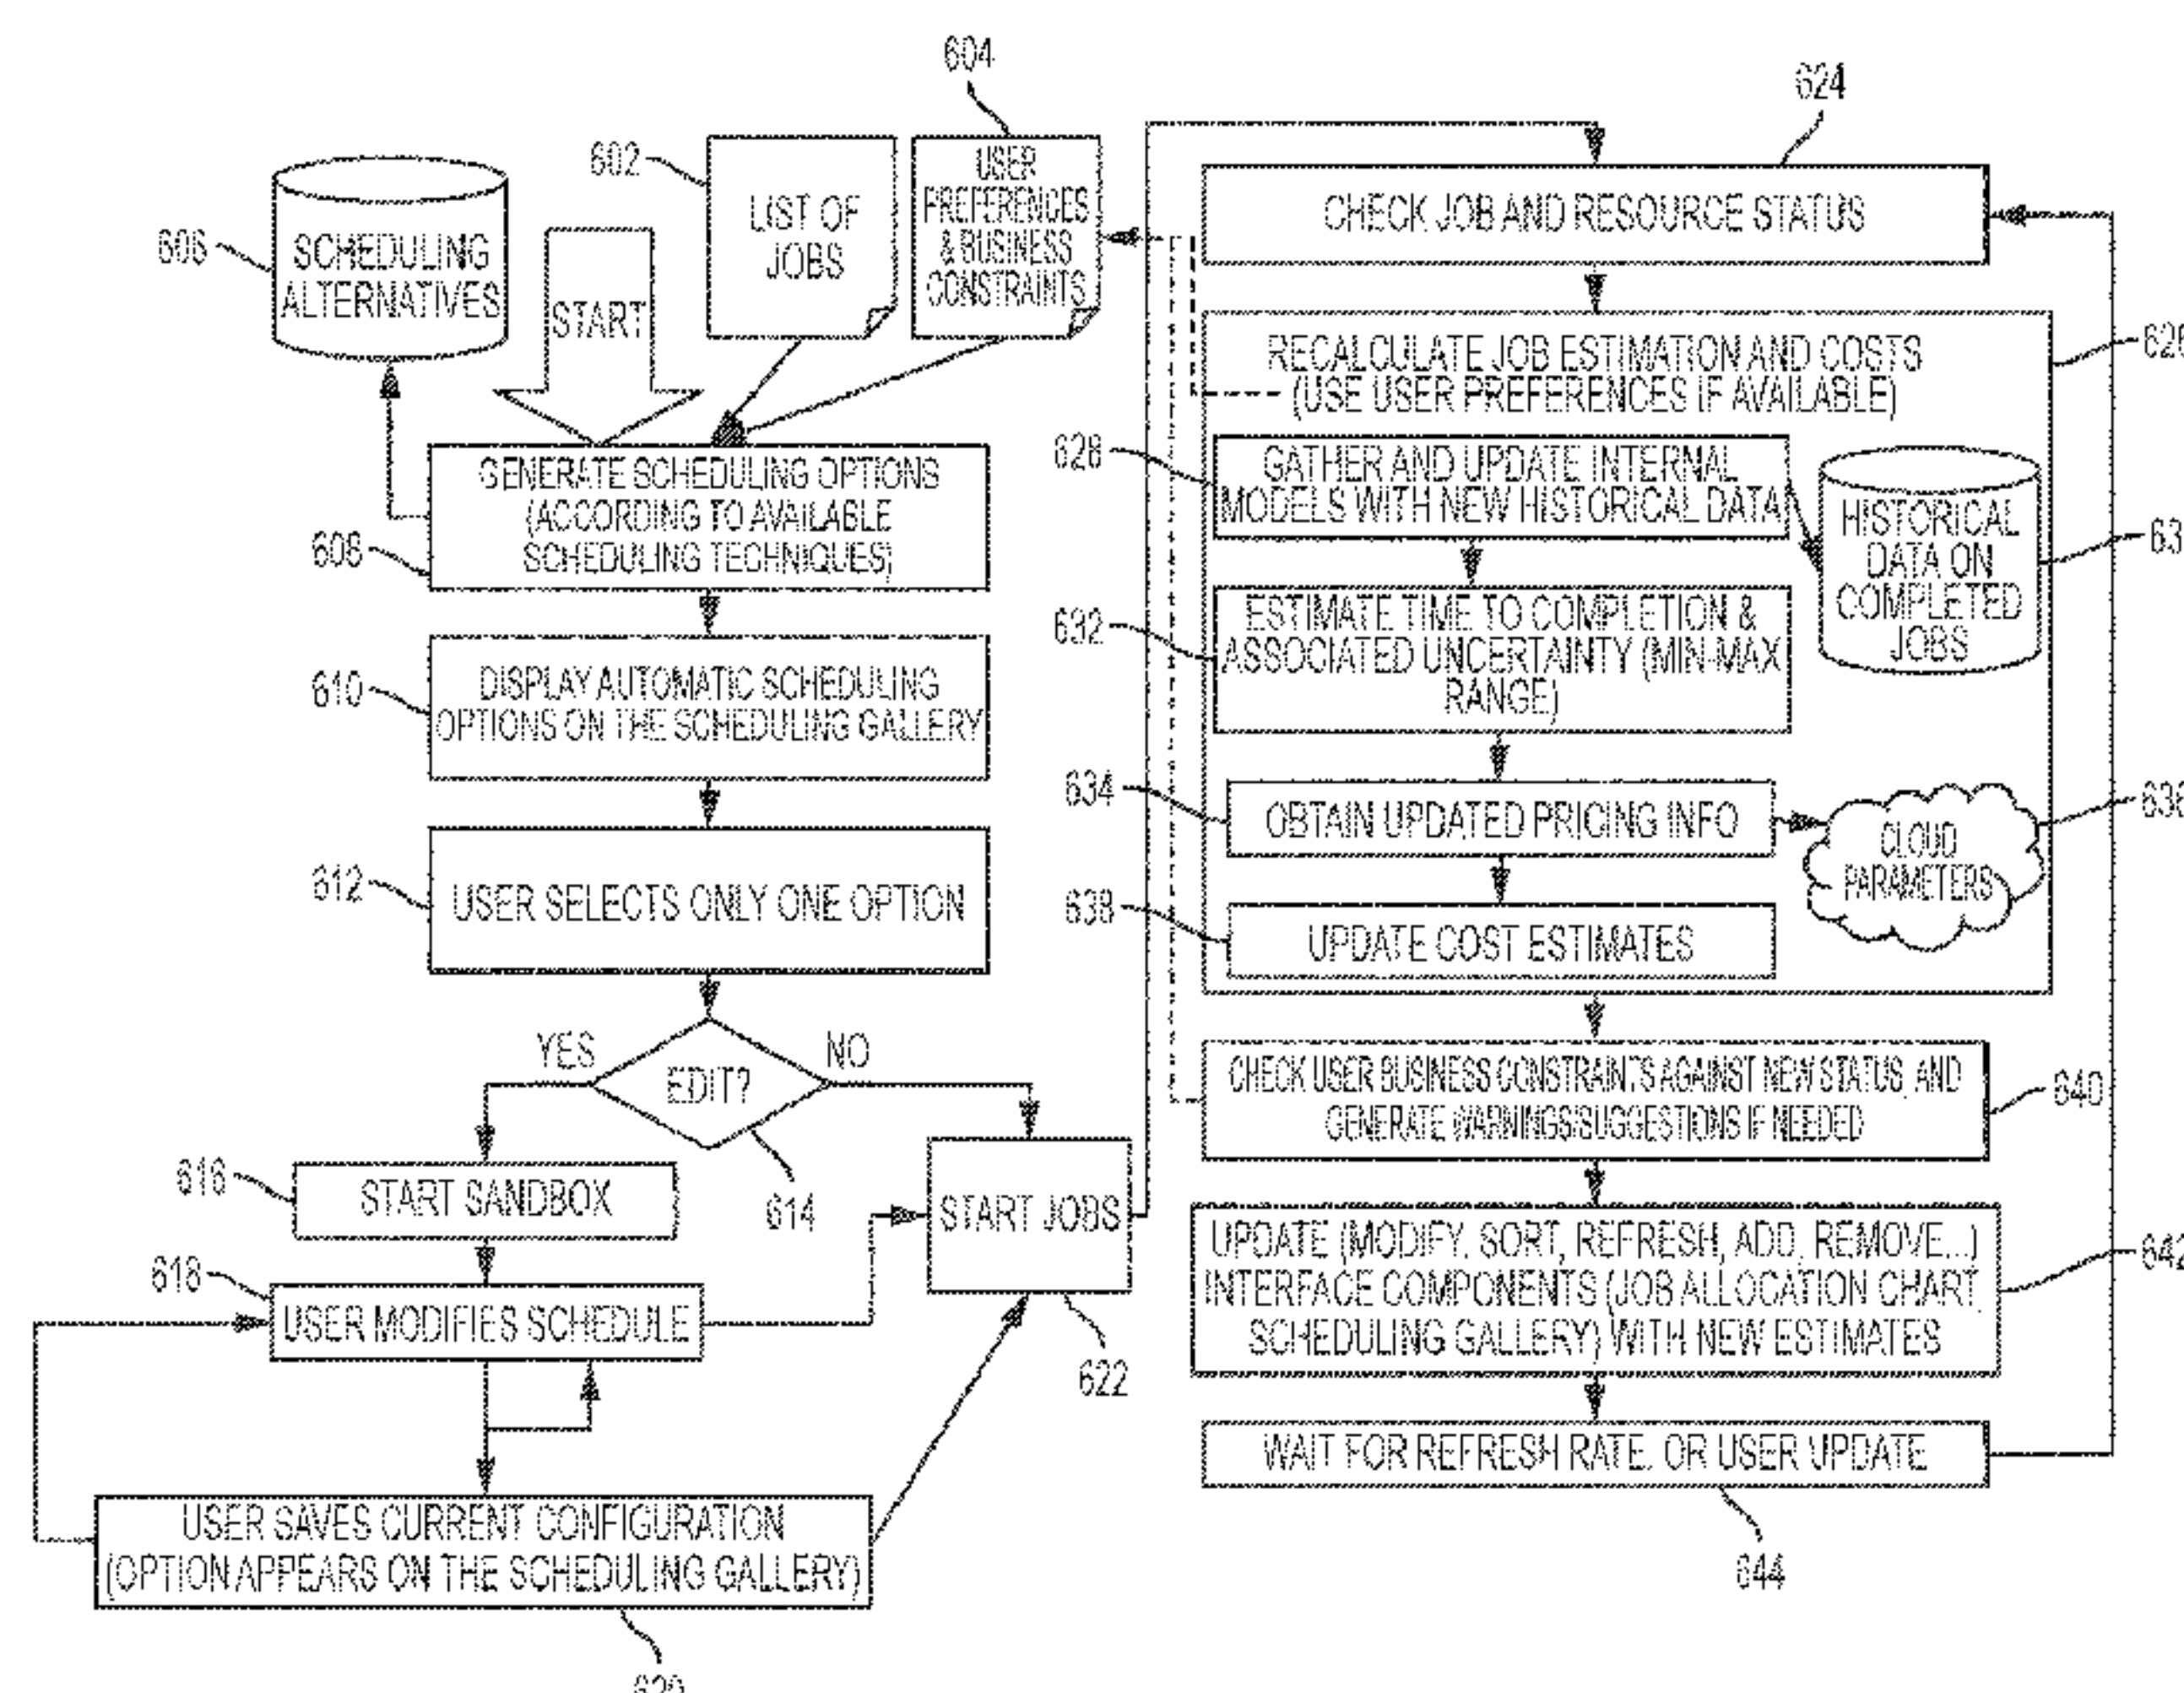 604
624
602
LIST OF
JOBS
USER
PREFERENCES
& BUSINESS
CONSTRAINTS
606
SCHEDULING
ALTERNATIVES
START
GENERATE SCHEDULING OPTIONS
(ACCORDING TO AVAILABLE
SCHEDULING TECHNIQUES)
608
DISPLAY AUTOMATIC SCHEDULING
OPTIONS ON THE SCHEDULING GALLERY
610
USER SELECTS ONLY ONE OPTION
612
YES
EDIT?
NO
614
616
START SANDBOX
618
USER MODIFIES SCHEDULE
START JOBS
622
USER SAVES CURRENT CONFIGURATION
(OPTION APPEARS ON THE SCHEDULING GALLERY)
CHECK JOB AND RESOURCE STATUS
RECALCULATE JOB ESTIMATION AND COSTS
(USE USER PREFERENCES IF AVAILABLE)
628
GATHER AND UPDATE INTERNAL
MODELS WITH NEW HISTORICAL DATA
HISTORICAL
DATA ON
COMPLETED
JOBS
632
ESTIMATE TIME TO COMPLETION &
ASSOCIATED UNCERTAINTY (MIN-MAX
RANGE)
634
OBTAIN UPDATED PRICING INFO
CLOUD
PARAMETERS
638
UPDATE COST ESTIMATES
CHECK USER BUSINESS CONSTRAINTS AGAINST NEW STATUS, AND
GENERATE WARNINGS/SUGGESTIONS IF NEEDED
640
UPDATE (MODIFY, SORT, REFRESH, ADD, REMOVE...)
INTERFACE COMPONENTS (JOB ALLOCATION CHART,
SCHEDULING GALLERY) WITH NEW ESTIMATES
642
WAIT FOR REFRESH RATE, OR USER UPDATE
644